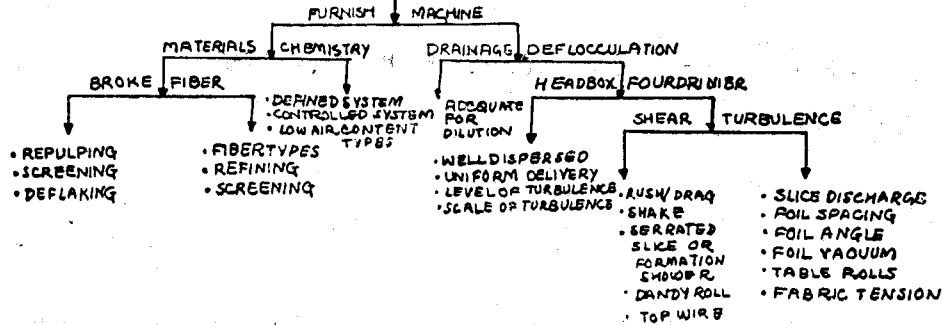 FURNISH MACHINE
MATERIALS CHEMISTRY
DRAINAGE DEFLOCCULATION
BROKE FIBER
HEADBOX FOURDRINIER
• REPULPING
• SCREENING
• DEFLAKING
• FIBER TYPES
• REFINING
• SCREENING
• DEFINED SYSTEM
• CONTROLLED SYSTEM
• LOW AIR CONTENT
TYPES
ADEQUATE
FOR
DILUTION
• WELL DISPERSED
• UNIFORM DELIVERY
• LEVEL OF TURBULENCE
• SCALE OF TURBULENCE
SHEAR TURBULENCE
• RUSH/DRAG
• SHAKE
• SERRATED
SLICE OR
FORMATION
SHOWER
• DANDY ROLL
• TOP WIRE
• SLICE DISCHARGE
• FOIL SPACING
• FOIL ANGLE
• FOIL VACUUM
• TABLE ROLLS
• FABRIC TENSION